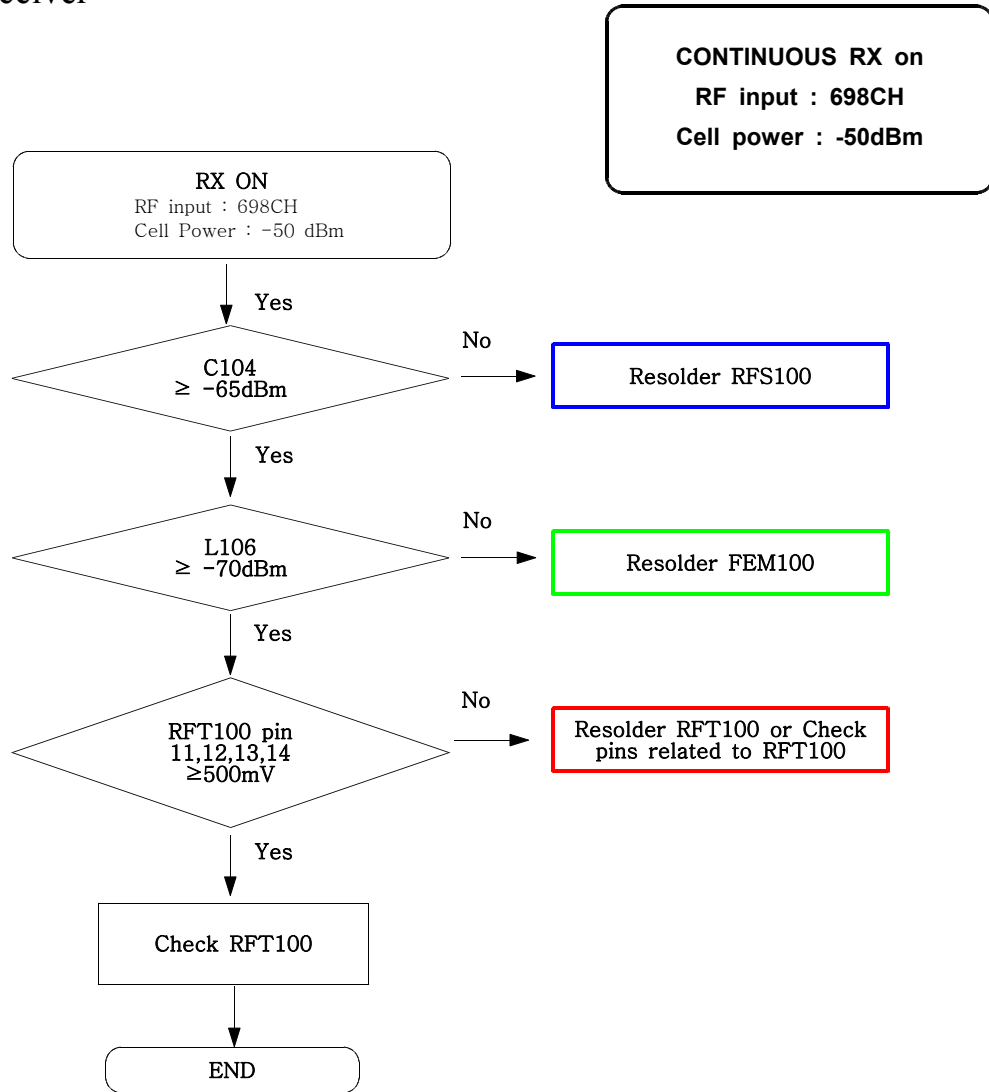 CONTINUOUS RX on
RF input : 698CH
Cell power : -50dBm
RX ON
RF input : 698CH
Cell Power : -50 dBm
Yes
C104
≥ -65dBm
No
Resolder RFS100
Yes
L106
≥ -70dBm
No
Resolder FEM100
Yes
RFT100 pin
11,12,13,14
≥500mV
No
Resolder RFT100 or Check
pins related to RFT100
Yes
Check RFT100
END